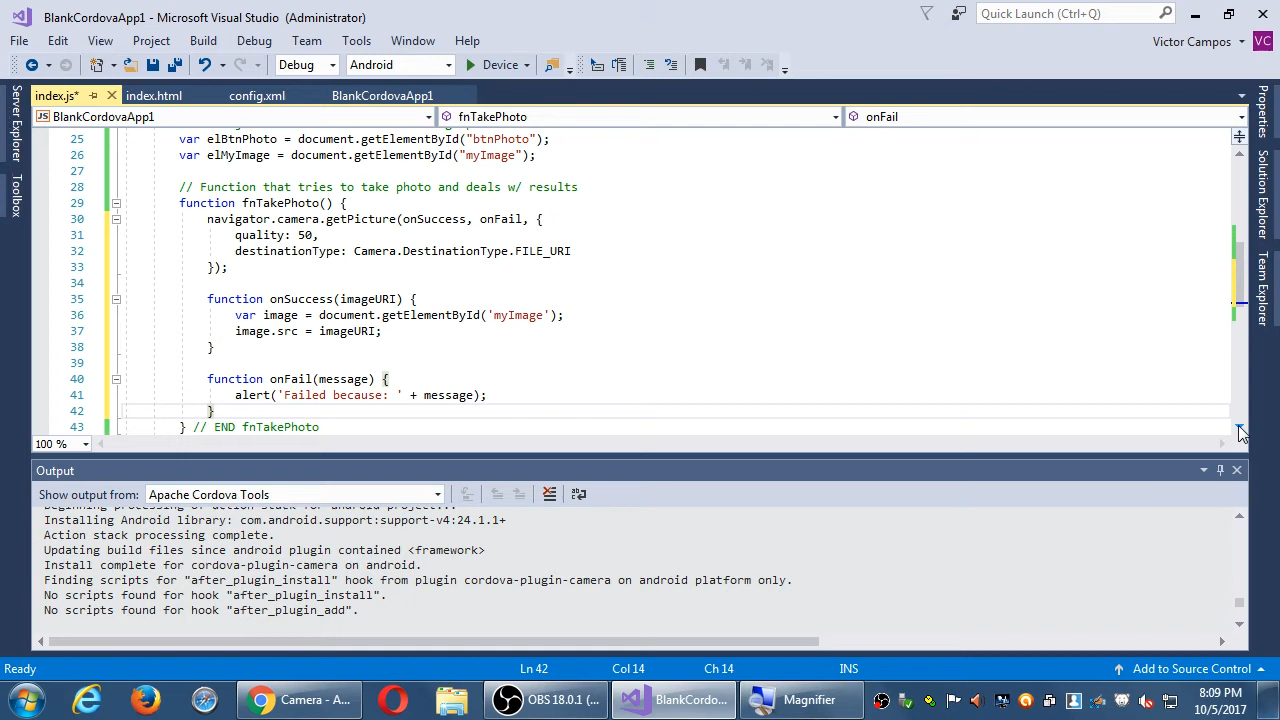 BlankCordovaApp1 - Microsoft Visual Studio (Administrator)
Quick Launch (Ctrl+Q)
File Edit View Project Build Debug Team Tools Window Help
Victor Campos VC
Debug Android Device
index.js* index.html config.xml BlankCordovaApp1
JS BlankCordovaApp1 fnTakePhoto onFail
Server Explorer
Toolbox
Properties
Solution Explorer
Team Explorer
25 var elBtnPhoto = document.getElementById("btnPhoto");
26 var elMyImage = document.getElementById("myImage");
27
28 // Function that tries to take photo and deals w/ results
29 function fnTakePhoto() {
30 navigator.camera.getPicture(onSuccess, onFail, {
31 quality: 50,
32 destinationType: Camera.DestinationType.FILE_URI
33 });
34
35 function onSuccess(imageURI) {
36 var image = document.getElementById('myImage');
37 image.src = imageURI;
38 }
39
40 function onFail(message) {
41 alert('Failed because: ' + message);
42 }
43 } // END fnTakePhoto
100 %
Output
Show output from: Apache Cordova Tools
Beginning processing of action stack for android project...
Installing Android library: com.android.support:support-v4:24.1.1+
Action stack processing complete.
Updating build files since android plugin contained <framework>
Install complete for cordova-plugin-camera on android.
Finding scripts for "after_plugin_install" hook from plugin cordova-plugin-camera on android platform only.
No scripts found for hook "after_plugin_install".
No scripts found for hook "after_plugin_add".
Ready Ln 42 Col 14 Ch 14 INS Add to Source Control
Camera - A... OBS 18.0.1 (... BlankCordo... Magnifier
8:09 PM
10/5/2017